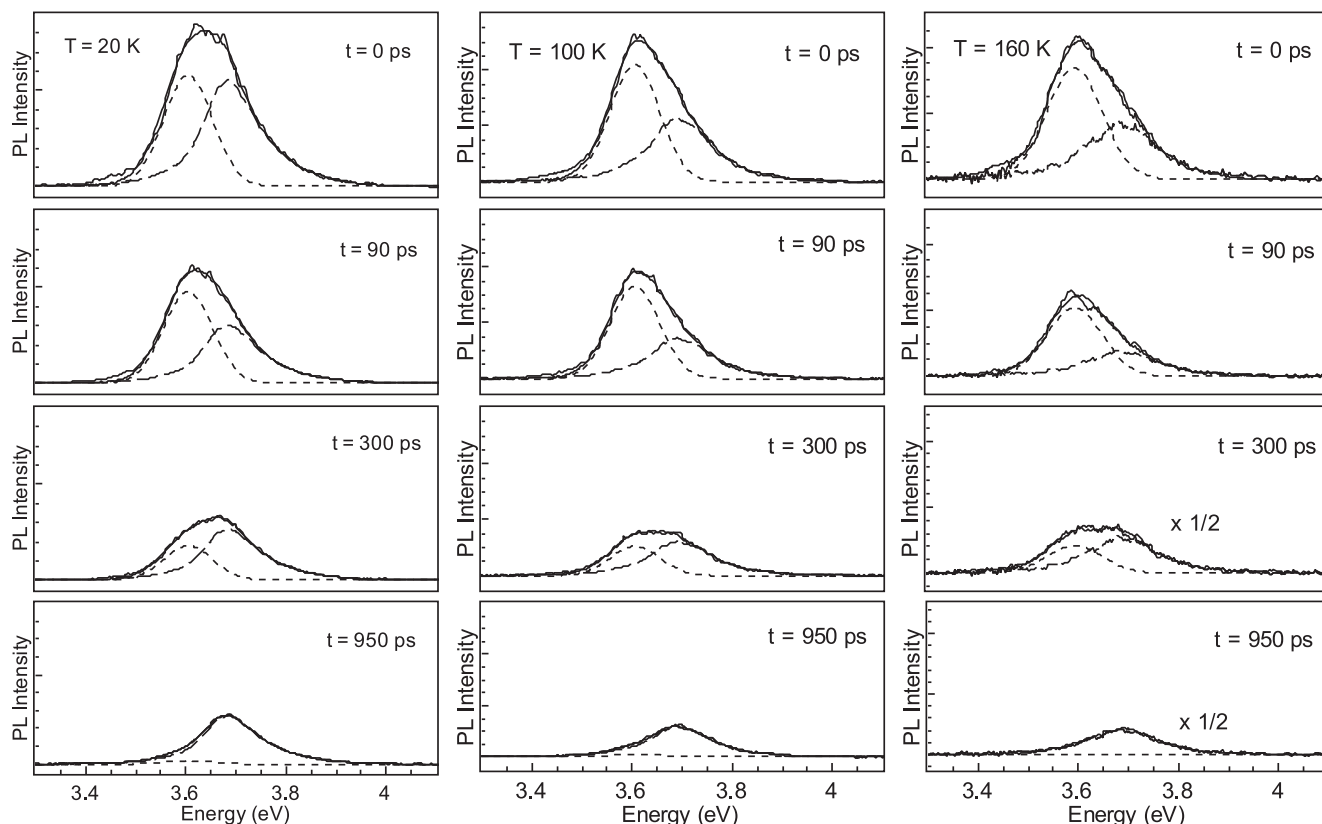 PL Intensity
T = 20 K
t = 0 ps
PL Intensity
T = 100 K
t = 0 ps
PL Intensity
T = 160 K
t = 0 ps
PL Intensity
t = 90 ps
PL Intensity
t = 90 ps
PL Intensity
t = 90 ps
PL Intensity
t = 300 ps
PL Intensity
t = 300 ps
PL Intensity
t = 300 ps
x 1/2
PL Intensity
t = 950 ps
PL Intensity
t = 950 ps
PL Intensity
t = 950 ps
x 1/2
3.4 3.6 3.8 4
Energy (eV)
3.4 3.6 3.8 4
Energy (eV)
3.4 3.6 3.8 4
Energy (eV)